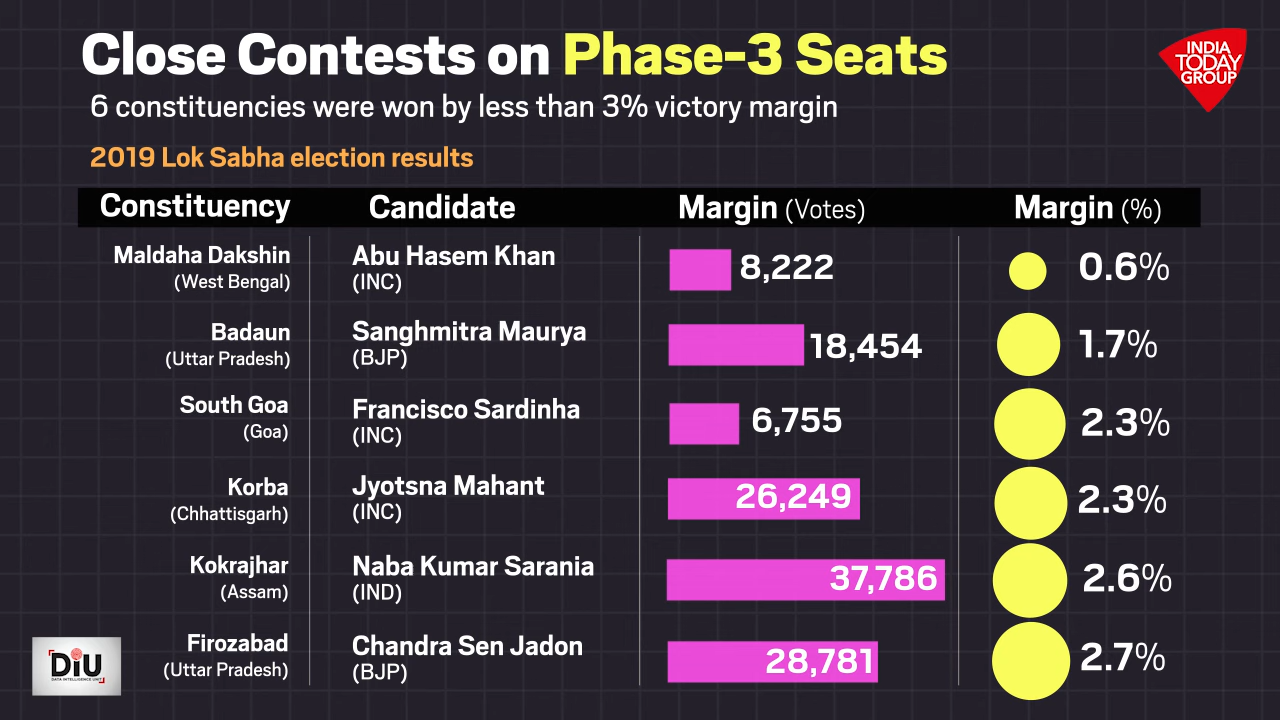 Close Contests on Phase-3 Seats
INDIA
TODAY
GROUP
6 constituencies were won by less than 3% victory margin
2019 Lok Sabha election results
Constituency Candidate Margin (Votes) Margin (%)
Maldaha Dakshin Abu Hasem Khan 8,222 0.6%
(West Bengal) (INC)
Badaun Sanghmitra Maurya 18,454 1.7%
(Uttar Pradesh) (BJP)
South Goa Francisco Sardinha 6,755 2.3%
(Goa) (INC)
Korba Jyotsna Mahant 26,249 2.3%
(Chhattisgarh) (INC)
Kokrajhar Naba Kumar Sarania 37,786 2.6%
(Assam) (IND)
Firozabad Chandra Sen Jadon 28,781 2.7%
(Uttar Pradesh) (BJP)
DiU
DATA INTELLIGENCE UNIT